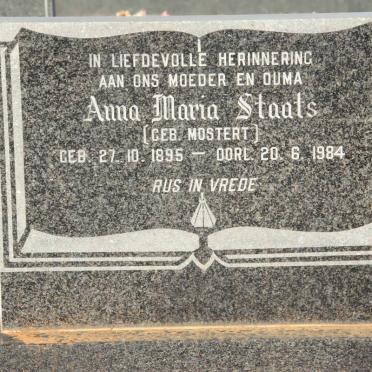 IN LIEFDEVOLLE HERINNERING
AAN ONS MOEDER EN OUMA
Anna Maria Staats
(GEB. MOSTERT)
GEB. 27. 10. 1895 — OORL. 20. 6. 1984
RUS IN VREDE